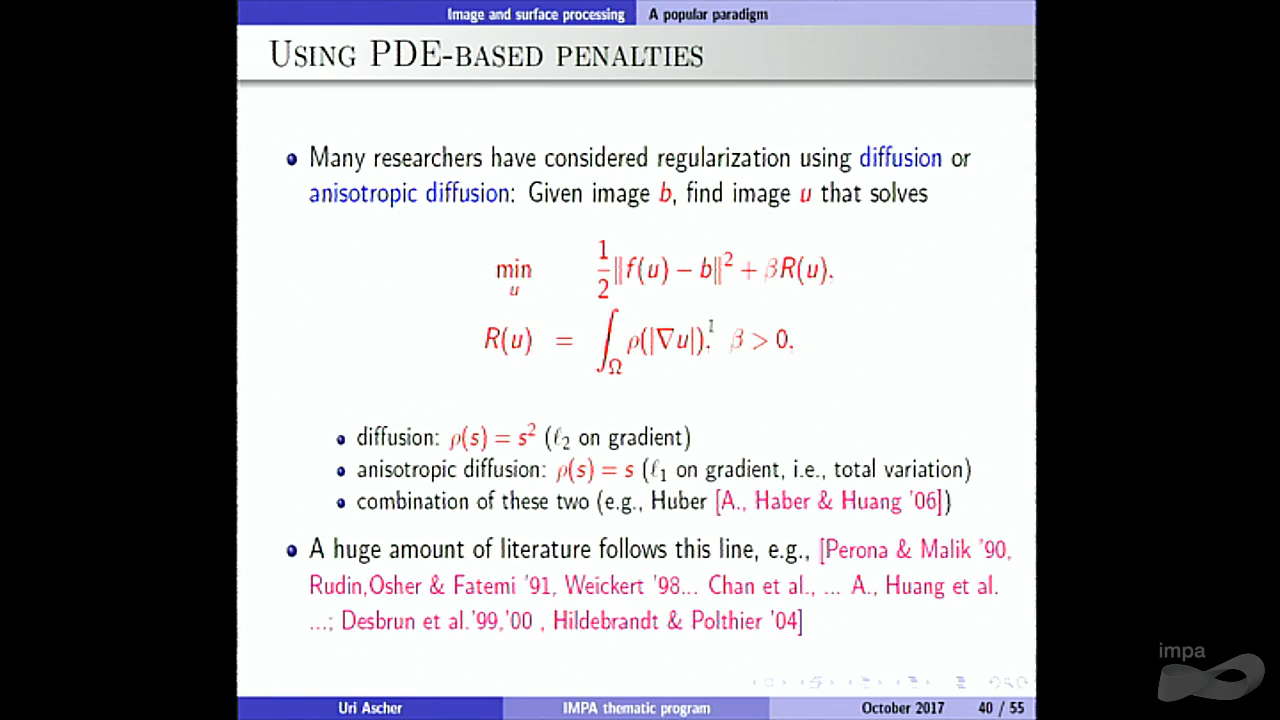 Image and surface processing A popular paradigm
USING PDE-BASED PENALTIES
Many researchers have considered regularization using diffusion or
anisotropic diffusion: Given image b, find image u that solves
min_u 1/2 ‖f(u) − b‖² + βR(u).
R(u) = ∫_Ω ρ(|∇u|). β > 0.
diffusion: ρ(s) = s² (ℓ₂ on gradient)
anisotropic diffusion: ρ(s) = s (ℓ₁ on gradient, i.e., total variation)
combination of these two (e.g., Huber [A., Haber & Huang '06])
A huge amount of literature follows this line, e.g., [Perona & Malik '90,
Rudin,Osher & Fatemi '91, Weickert '98... Chan et al., ... A., Huang et al.
...; Desbrun et al.'99,'00 , Hildebrandt & Polthier '04]
impa
Uri Ascher IMPA thematic program October 2017 40 / 55